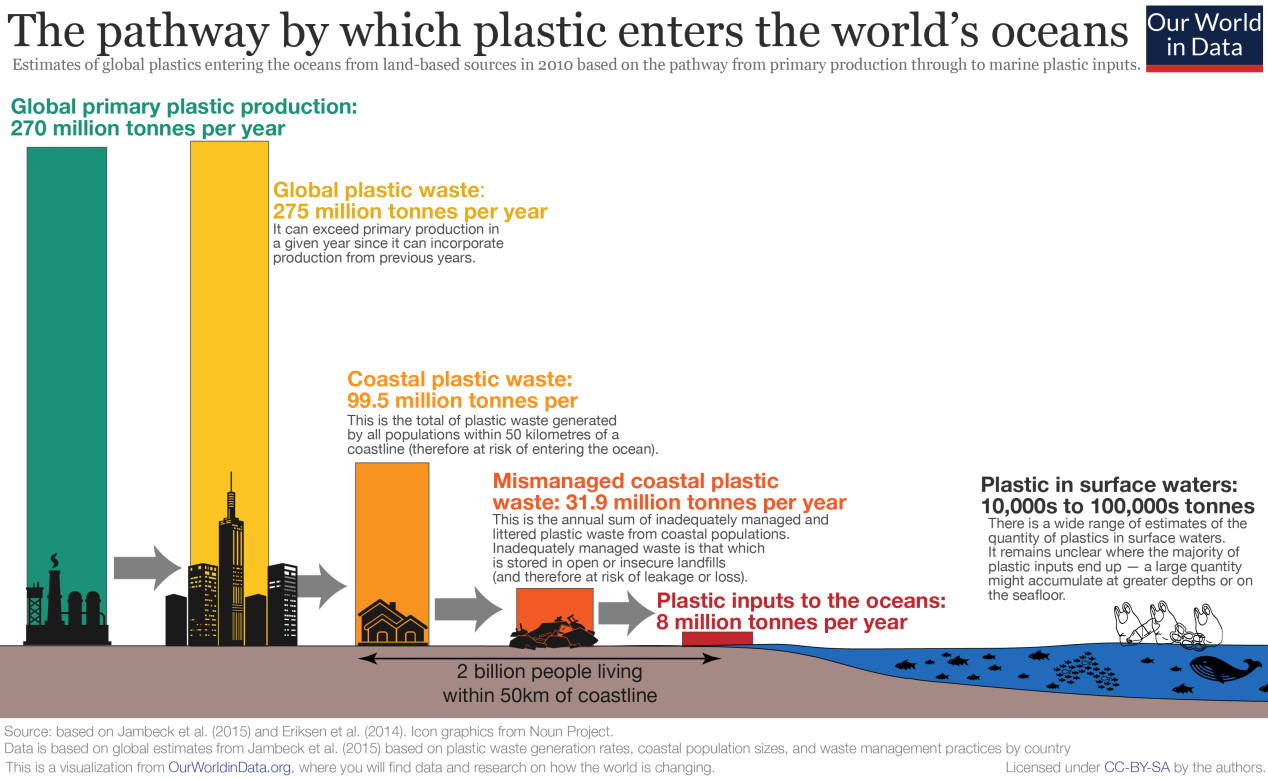 The pathway by which plastic enters the world's oceans
Our World
in Data
Estimates of global plastics entering the oceans from land-based sources in 2010 based on the pathway from primary production through to marine plastic inputs.
Global primary plastic production:
270 million tonnes per year
Global plastic waste:
275 million tonnes per year
It can exceed primary production in
a given year since it can incorporate
production from previous years.
Coastal plastic waste:
99.5 million tonnes per
This is the total of plastic waste generated
by all populations within 50 kilometres of a
coastline (therefore at risk of entering the ocean).
Mismanaged coastal plastic
waste: 31.9 million tonnes per year
This is the annual sum of inadequately managed and
littered plastic waste from coastal populations.
Inadequately managed waste is that which
is stored in open or insecure landfills
(and therefore at risk of leakage or loss).
Plastic inputs to the oceans:
8 million tonnes per year
Plastic in surface waters:
10,000s to 100,000s tonnes
There is a wide range of estimates of the
quantity of plastics in surface waters.
It remains unclear where the majority of
plastic inputs end up — a large quantity
might accumulate at greater depths or on
the seafloor.
2 billion people living
within 50km of coastline
Source: based on Jambeck et al. (2015) and Eriksen et al. (2014). Icon graphics from Noun Project.
Data is based on global estimates from Jambeck et al. (2015) based on plastic waste generation rates, coastal population sizes, and waste management practices by country
This is a visualization from OurWorldinData.org, where you will find data and research on how the world is changing.
Licensed under CC-BY-SA by the authors.